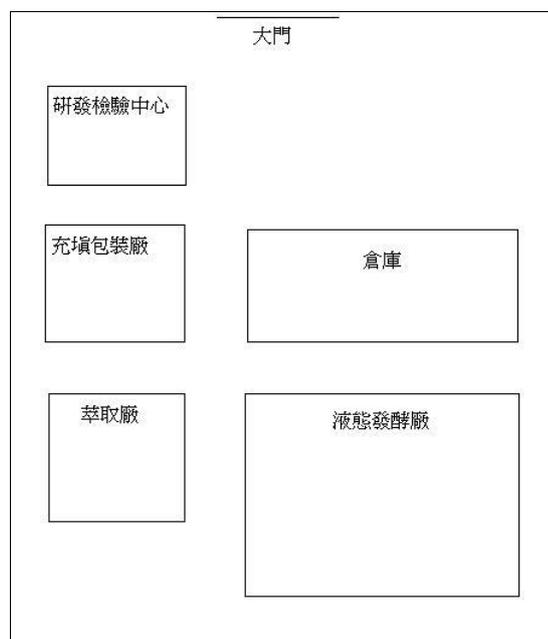 大門
研發檢驗中心
充填包裝廠
倉庫
萃取廠
液態發酵廠